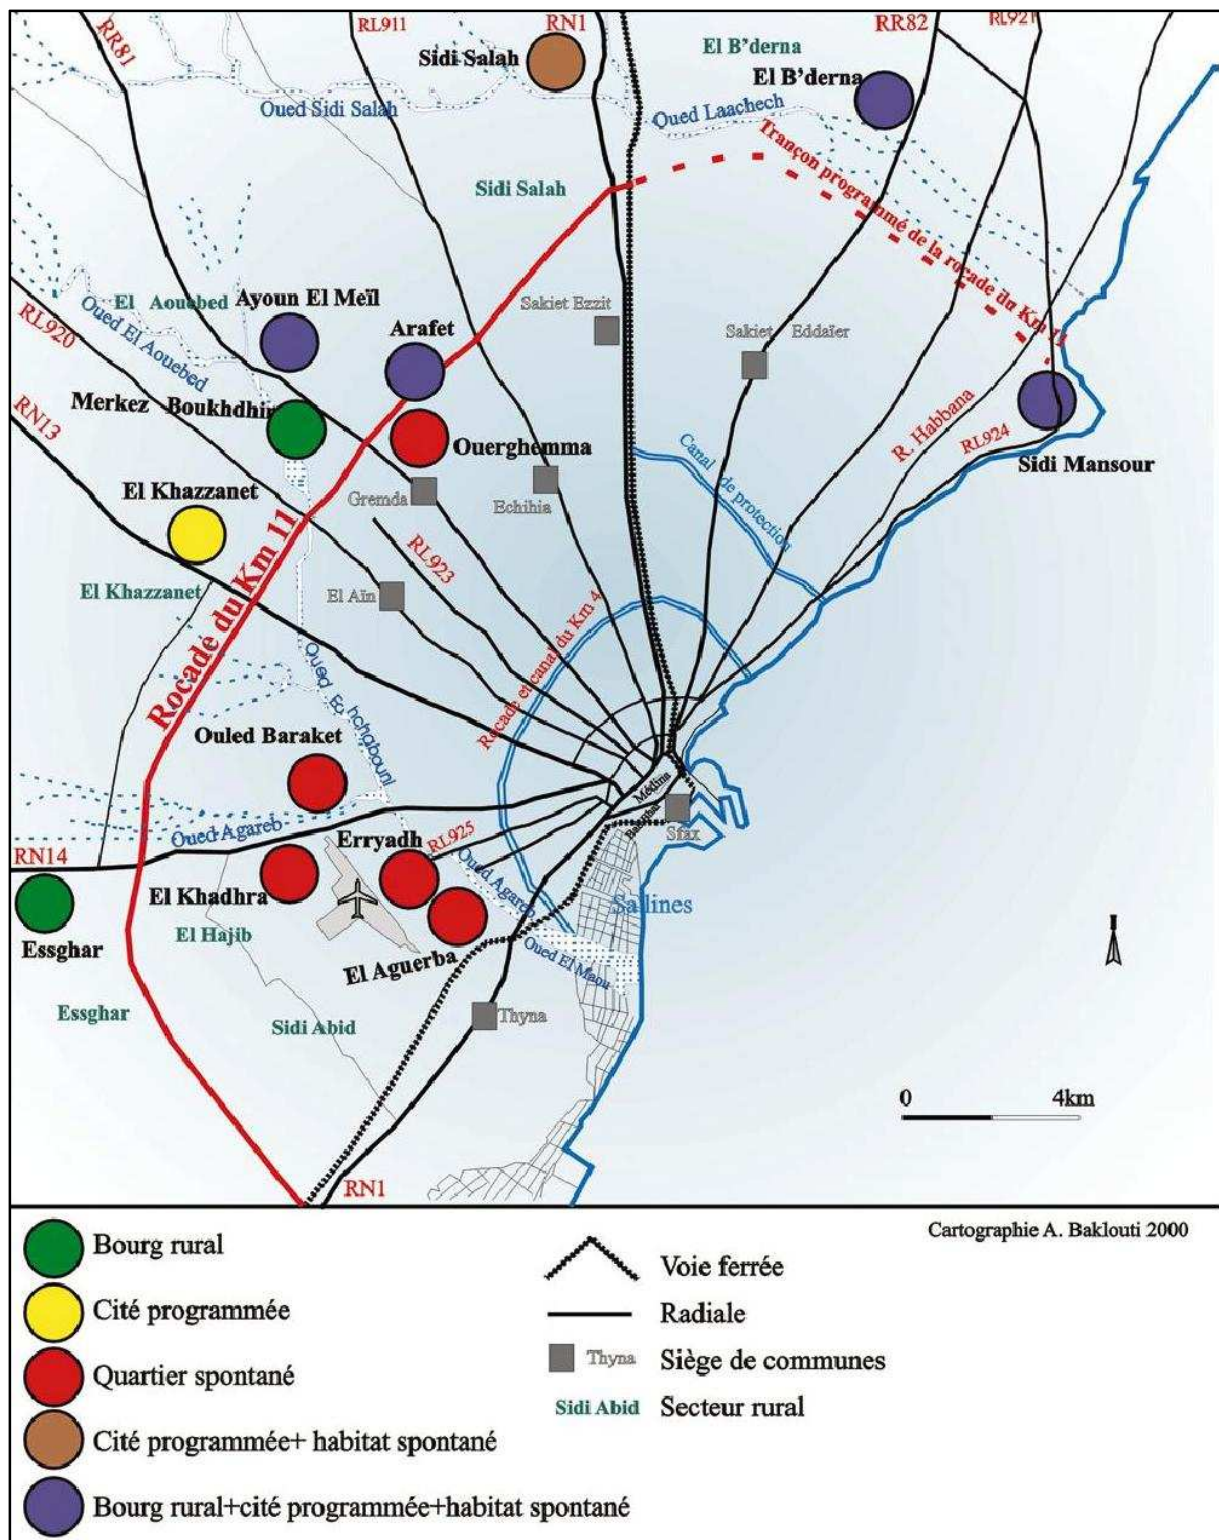 RR81
RL911
RN1
RR82
RL921
Sidi Salah
El B'derna
El B'derna
Oued Sidi Salah
Oued Laachech
Trançon programmé de la rocade du Km 11
Sidi Salah
El Aouebed
Ayoun El Meïl
Oued El Aouebed
RL920
Arafet
Sakiet Ezzit
Sakiet Eddaïer
Merkez Boukhdhir
RN13
Ouerghemma
R. Habbana
RL924
Sidi Mansour
Canal de protection
El Khazzanet
Gremda
Echihia
RL923
El Khazzanet
El Aïn
Rocade du Km 11
Rocade et canal du Km 4
Oued Echchabouni
Ouled Baraket
Médina
Sfax
Oued Agareb
Erryadh
RL925
RN14
El Khadhra
Oued Agareb
Sallines
Essghar
El Hajib
El Aguerba
Oued El Maou
Essghar
Sidi Abid
Thyna
0 4km
RN1
Cartographie A. Baklouti 2000
Bourg rural
Cité programmée
Quartier spontané
Cité programmée+ habitat spontané
Bourg rural+cité programmée+habitat spontané
Voie ferrée
Radiale
Thyna Siège de communes
Sidi Abid Secteur rural